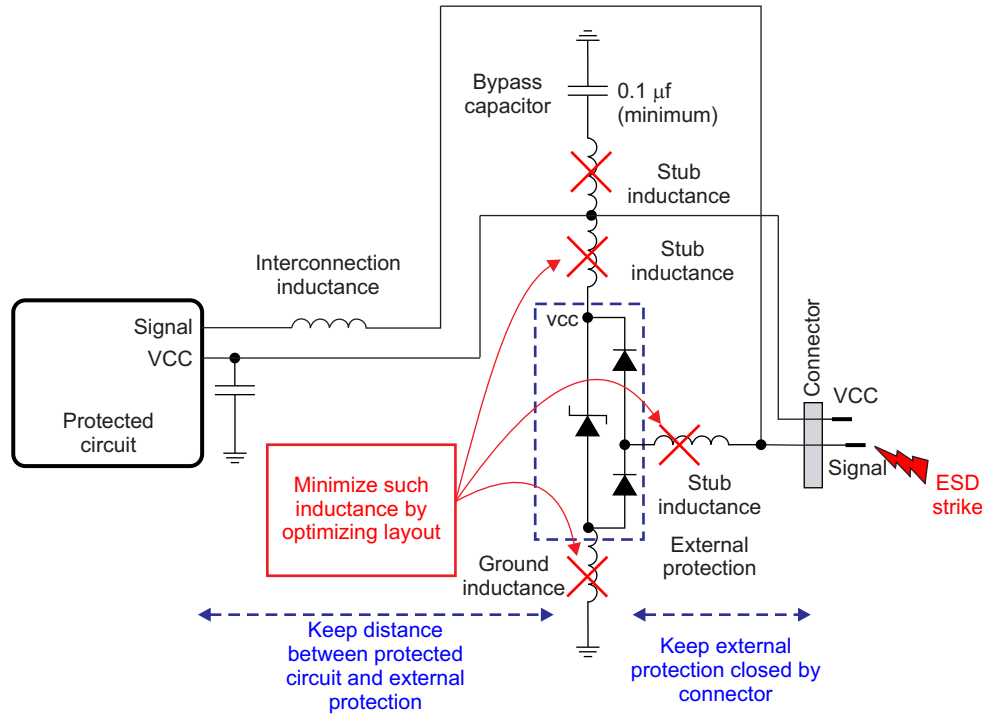 Bypass
capacitor
0.1 μf
(minimum)
Stub
inductance
Stub
inductance
Interconnection
inductance
Signal
VCC
Protected
circuit
vcc
Connector
VCC
Signal
ESD
strike
Minimize such
inductance by
optimizing layout
Stub
inductance
External
protection
Ground
inductance
Keep distance
between protected
circuit and external
protection
Keep external
protection closed by
connector